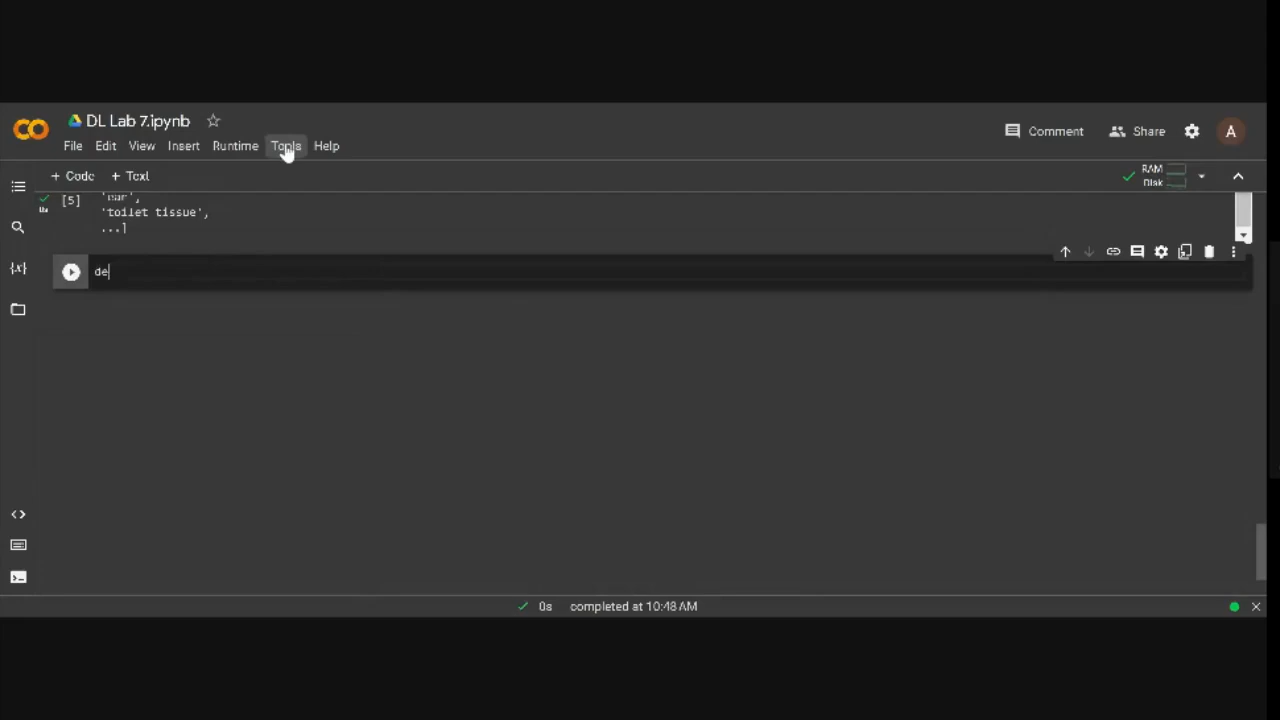 DL Lab 7.ipynb
Comment
Share
A
File Edit View Insert Runtime Tools Help
+ Code + Text
RAM
Disk
[5] 'ear',
'toilet tissue',
...]
de
{x}
0s completed at 10:48 AM